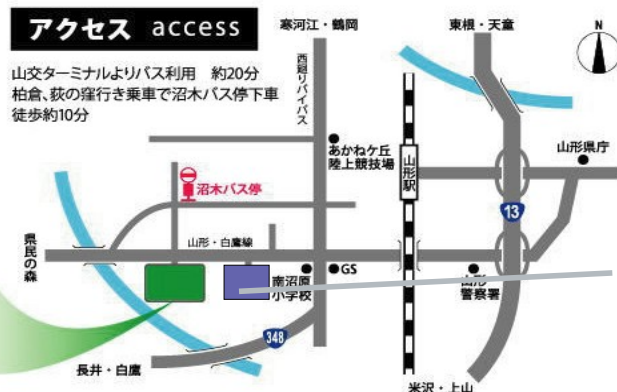 アクセス access
山交ターミナルよりバス利用 約20分
柏倉、荻の窪行き乗車で沼木バス停下車
徒歩約10分
寒河江・鶴岡
東根・天童
N
西廻りバイパス
あかねケ丘
陸上競技場
山形駅
山形県庁
沼木バス停
13
県民の森
山形・白鷹線
南沼原
小学校
GS
山形
警察署
348
長井・白鷹
米沢・上山